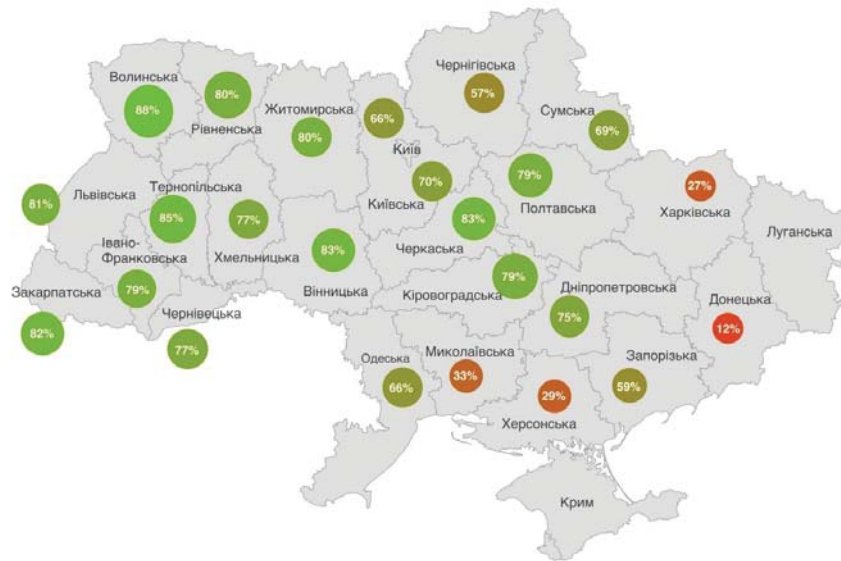 Чернігівська
57%
Волинська
88%
80%
Рівненська
Житомирська
80%
66%
Київ
Сумська
69%
Львівська
81%
Тернопільська
85%
77%
Хмельницька
70%
Київська
79%
Полтавська
27%
Харківська
Луганська
Івано-
Франковська
79%
83%
Вінницька
83%
Черкаська
79%
Кіровоградська
Дніпропетровська
75%
Донецька
12%
Закарпатська
82%
Чернівецька
77%
Одеська
66%
Миколаївська
33%
29%
Херсонська
Запорізька
59%
Крим